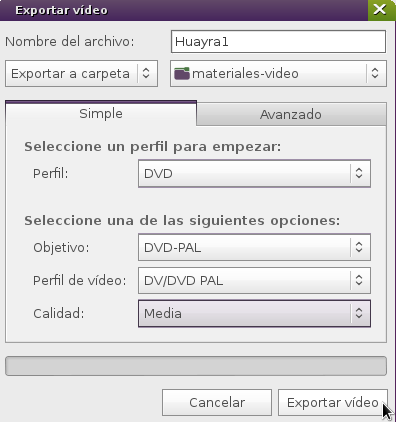 Exportar vídeo
Nombre del archivo: Huayra1
Exportar a carpeta materiales-video
Simple Avanzado
Seleccione un perfil para empezar:
Perfil: DVD
Seleccione una de las siguientes opciones:
Objetivo: DVD-PAL
Perfil de vídeo: DV/DVD PAL
Calidad: Media
Cancelar Exportar vídeo